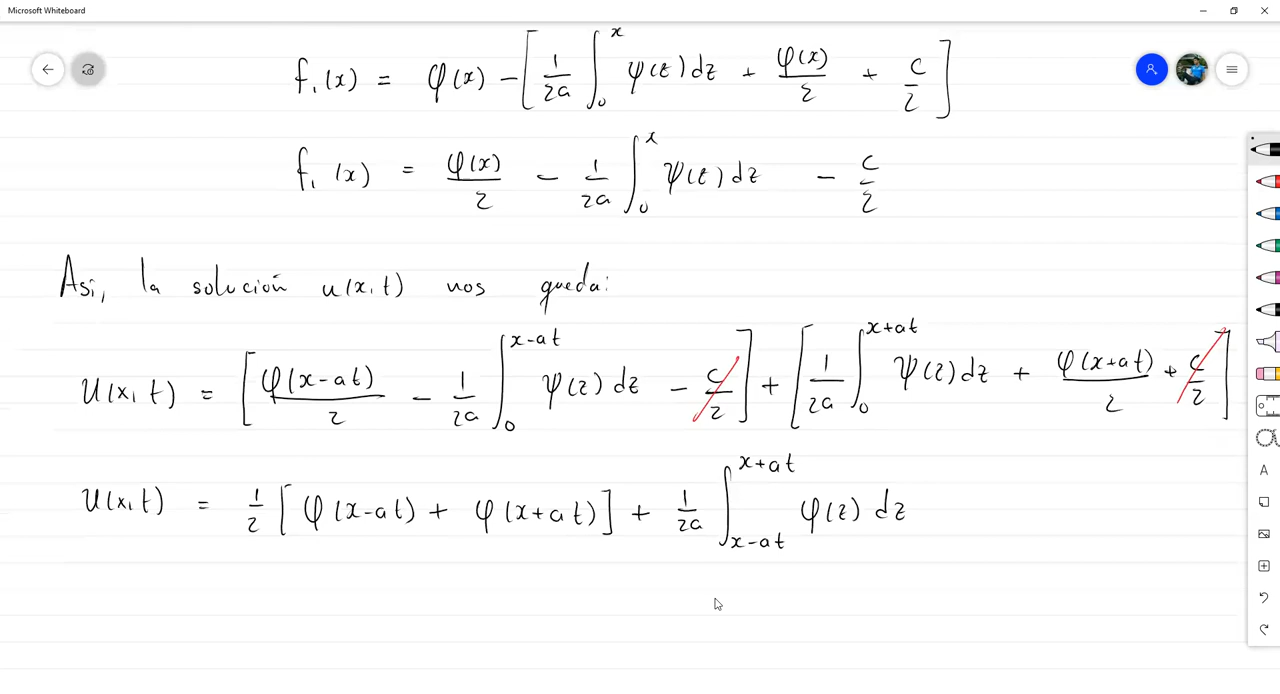 Microsoft Whiteboard
f₁(x) = φ(x) - [ 1/2a ∫₀ˣ ψ(z) dz + φ(x)/2 + c/2 ]
f₁(x) = φ(x)/2 - 1/2a ∫₀ˣ ψ(z) dz - c/2
Así, la solución u(x,t) nos queda:
u(x,t) = [ φ(x-at)/2 - 1/2a ∫₀^(x-at) ψ(z) dz - c/2 ] + [ 1/2a ∫₀^(x+at) ψ(z) dz + φ(x+at)/2 + c/2 ]
u(x,t) = 1/2 [ φ(x-at) + φ(x+at) ] + 1/2a ∫_(x-at)^(x+at) φ(z) dz